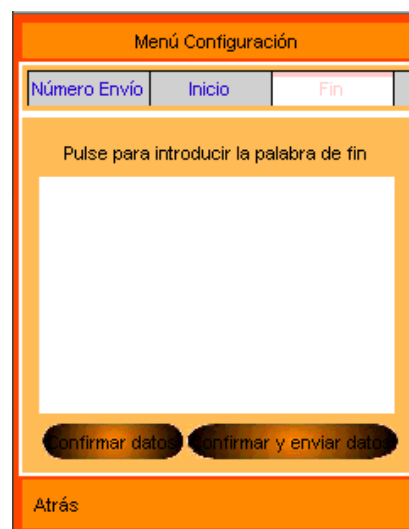 Menú Configuración
Número Envío Inicio Fin
Pulse para introducir la palabra de fin
Confirmar datos Confirmar y enviar datos
Atrás